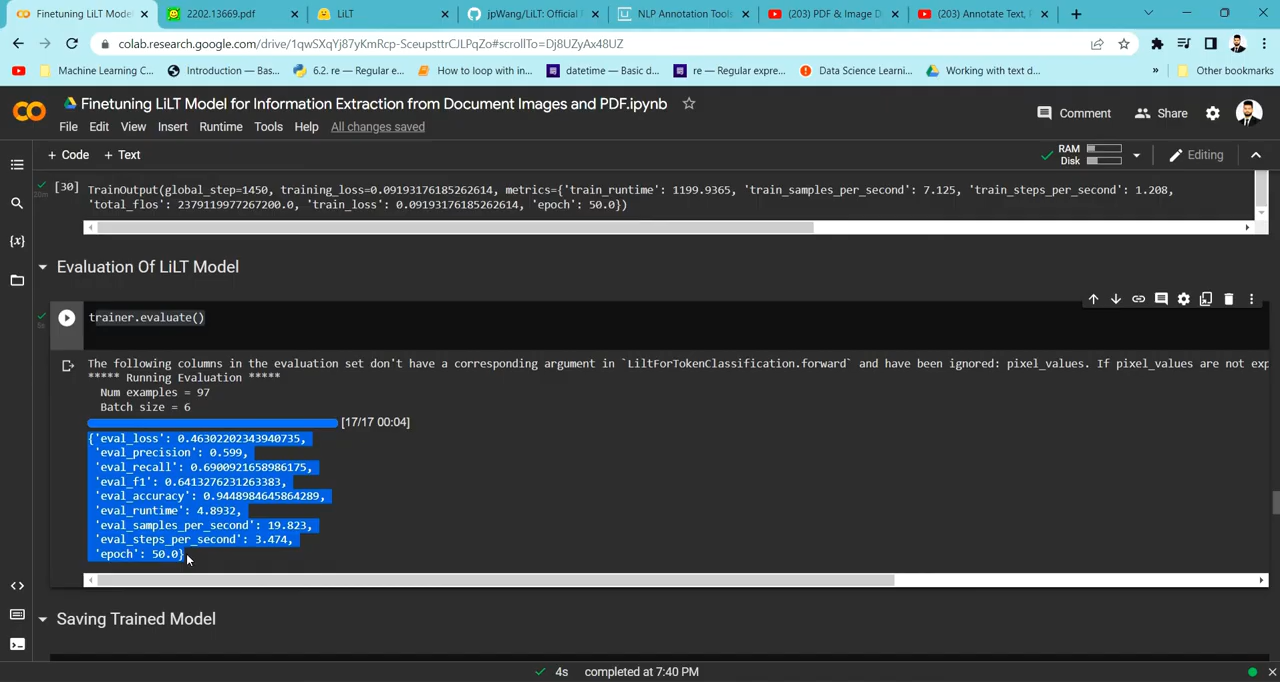 Finetuning LiLT Model
2202.13669.pdf
LiLT
jpWang/LiLT: Official
NLP Annotation Tools
(203) PDF & Image D
(203) Annotate Text,
colab.research.google.com/drive/1qwSXqYj87yKmRcp-SceupsttrCJLPqZo#scrollTo=Dj8UZyAx48UZ
Machine Learning C...
Introduction — Bas...
6.2. re — Regular e...
How to loop with in...
datetime — Basic d...
re — Regular expre...
Data Science Learni...
Working with text d...
»
Other bookmarks
Finetuning LiLT Model for Information Extraction from Document Images and PDF.ipynb
Comment
Share
File Edit View Insert Runtime Tools Help All changes saved
+ Code + Text
RAM
Disk
Editing
[30] TrainOutput(global_step=1450, training_loss=0.09193176185262614, metrics={'train_runtime': 1199.9365, 'train_samples_per_second': 7.125, 'train_steps_per_second': 1.208,
'total_flos': 2379119977267200.0, 'train_loss': 0.09193176185262614, 'epoch': 50.0})
Evaluation Of LiLT Model
trainer.evaluate()
The following columns in the evaluation set don't have a corresponding argument in `LiltForTokenClassification.forward` and have been ignored: pixel_values. If pixel_values are not exp
***** Running Evaluation *****
Num examples = 97
Batch size = 6
[17/17 00:04]
{'eval_loss': 0.46302202343940735,
'eval_precision': 0.599,
'eval_recall': 0.6900921658986175,
'eval_f1': 0.6413276231263383,
'eval_accuracy': 0.9448984645864289,
'eval_runtime': 4.8932,
'eval_samples_per_second': 19.823,
'eval_steps_per_second': 3.474,
'epoch': 50.0}
Saving Trained Model
4s completed at 7:40 PM